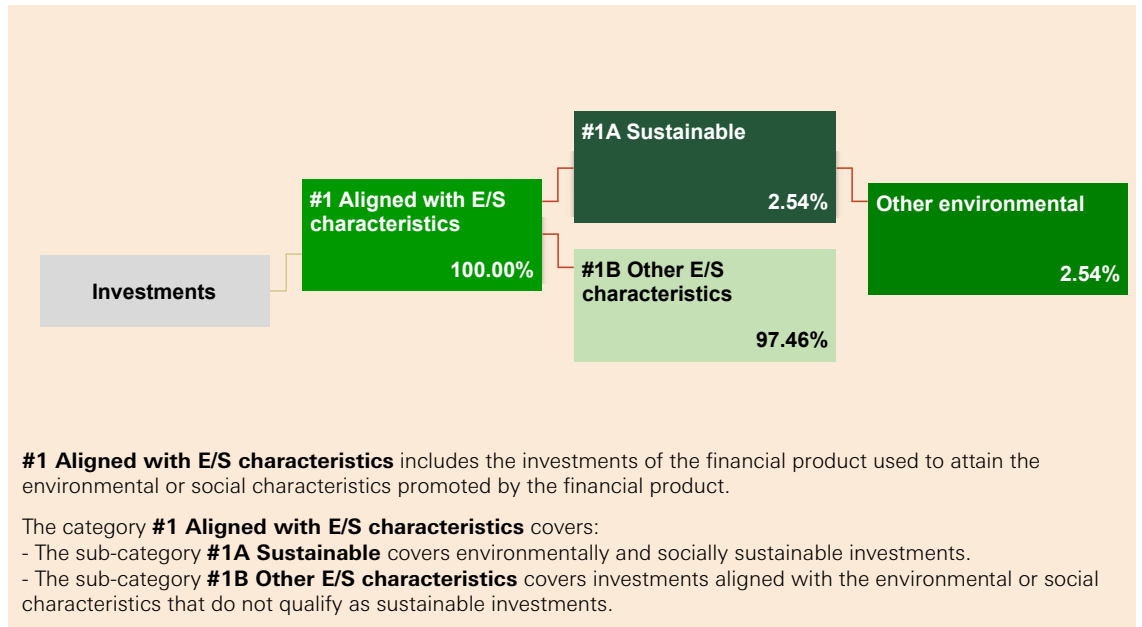 #1A Sustainable
2.54%
#1 Aligned with E/S
characteristics
100.00%
Other environmental
2.54%
Investments
#1B Other E/S
characteristics
97.46%
#1 Aligned with E/S characteristics includes the investments of the financial product used to attain the
environmental or social characteristics promoted by the financial product.
The category #1 Aligned with E/S characteristics covers:
- The sub-category #1A Sustainable covers environmentally and socially sustainable investments.
- The sub-category #1B Other E/S characteristics covers investments aligned with the environmental or social
characteristics that do not qualify as sustainable investments.